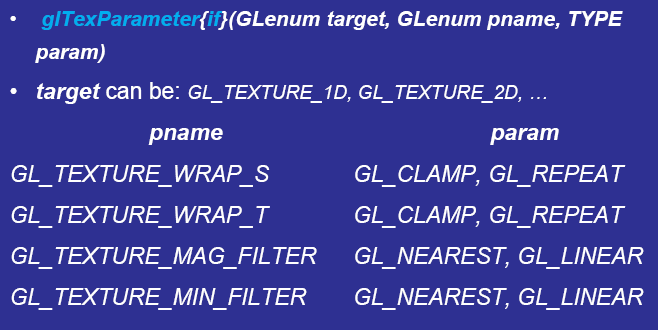 • glTexParameter{if}(GLenum target, GLenum pname, TYPE
param)
• target can be: GL_TEXTURE_1D, GL_TEXTURE_2D, …
pname param
GL_TEXTURE_WRAP_S GL_CLAMP, GL_REPEAT
GL_TEXTURE_WRAP_T GL_CLAMP, GL_REPEAT
GL_TEXTURE_MAG_FILTER GL_NEAREST, GL_LINEAR
GL_TEXTURE_MIN_FILTER GL_NEAREST, GL_LINEAR